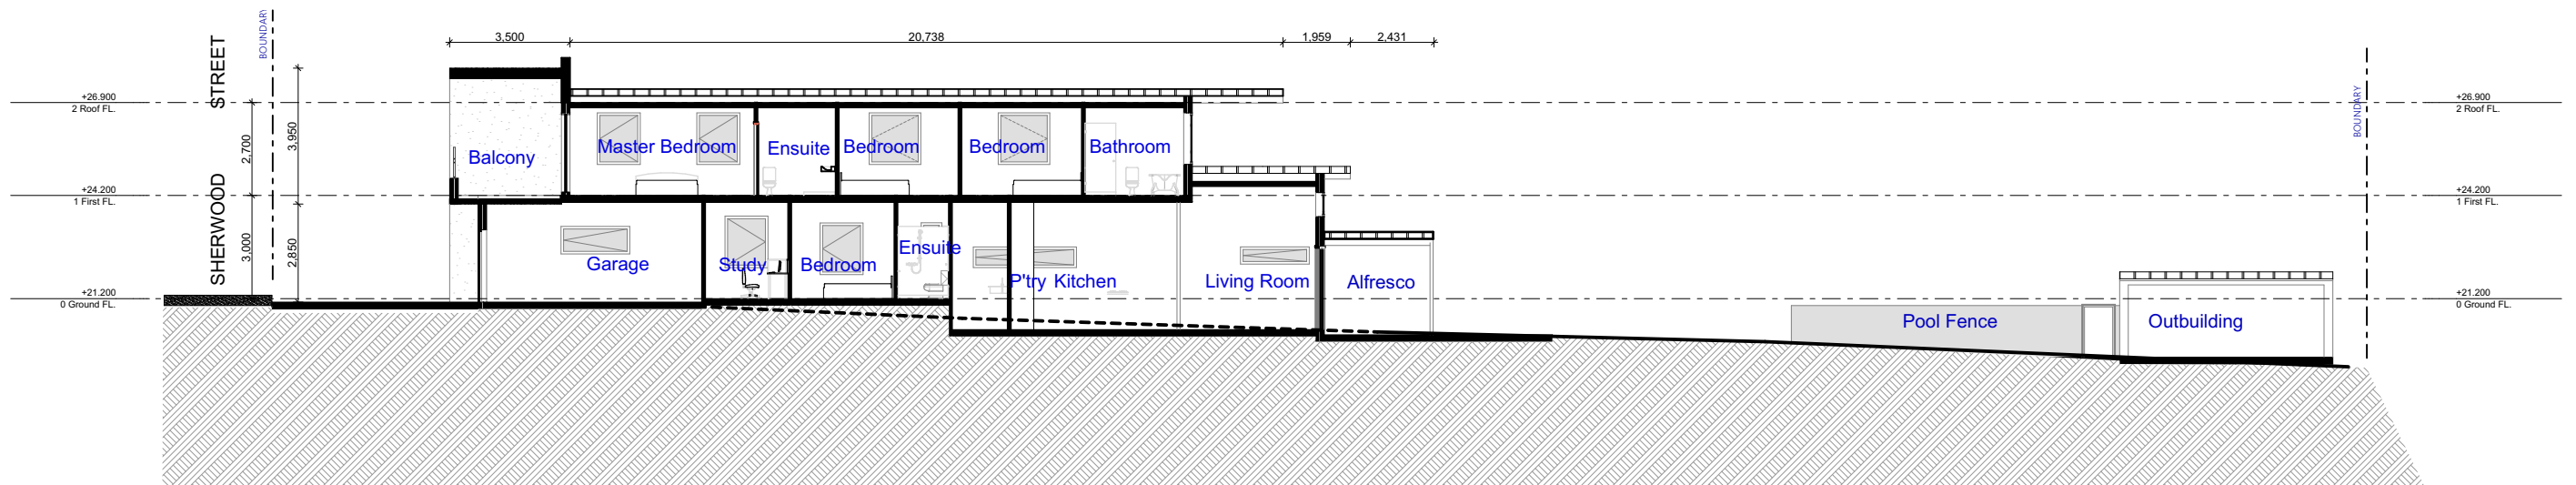 BOUNDARY
SHERWOOD STREET
3,500
20,738
1,959
2,431
+26.900
2 Roof FL.
+26.900
2 Roof FL.
BOUNDARY
2,700
3,950
Balcony
Master Bedroom
Ensuite
Bedroom
Bedroom
Bathroom
+24.200
1 First FL.
+24.200
1 First FL.
3,000
2,850
Garage
Study
Bedroom
Ensuite
P'try Kitchen
Living Room
Alfresco
+21.200
0 Ground FL.
+21.200
0 Ground FL.
Pool Fence
Outbuilding